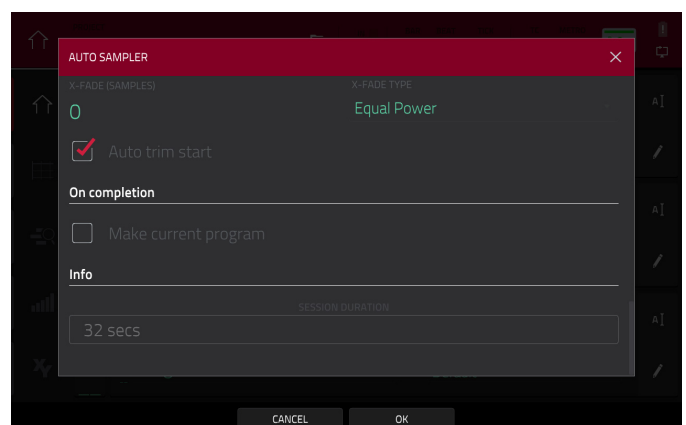 AUTO SAMPLER
X-FADE (SAMPLES)
X-FADE TYPE
0
Equal Power
Auto trim start
On completion
Make current program
Info
SESSION DURATION
32 secs
CANCEL
OK